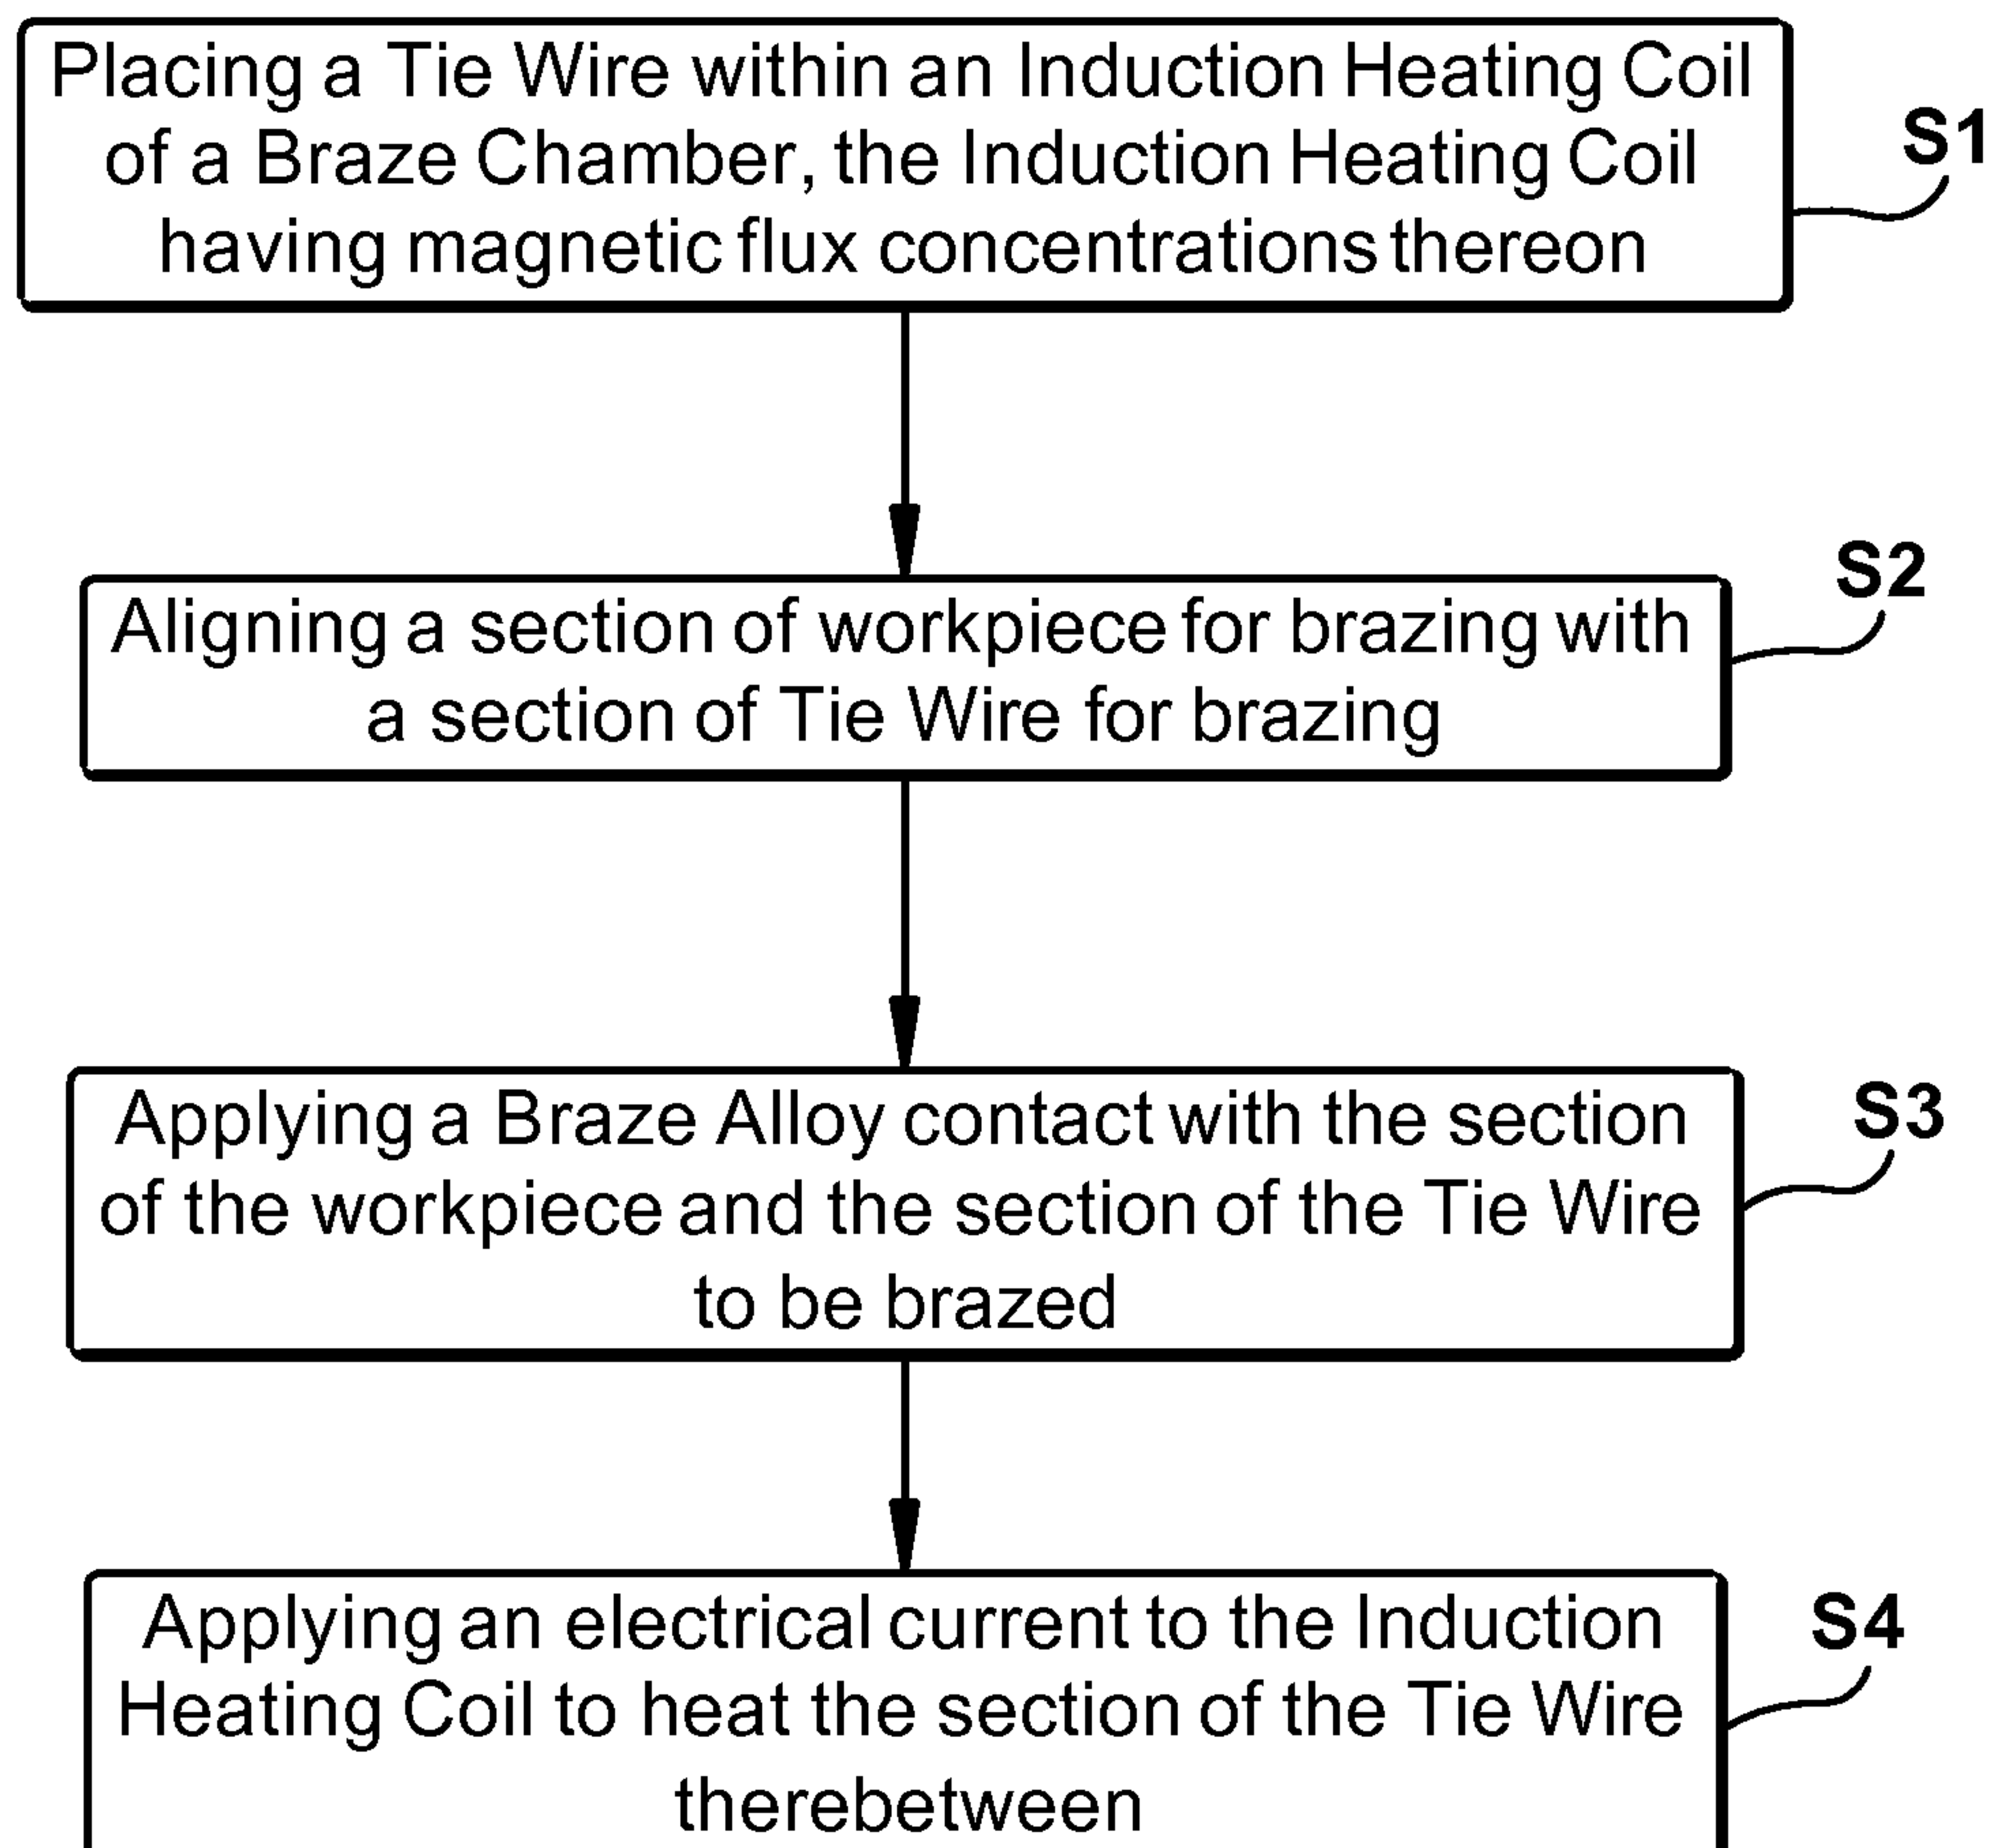 Placing a Tie Wire within an Induction Heating Coil
of a Braze Chamber, the Induction Heating Coil
having magnetic flux concentrations thereon
S1
Aligning a section of workpiece for brazing with
a section of Tie Wire for brazing
S2
Applying a Braze Alloy contact with the section
of the workpiece and the section of the Tie Wire
to be brazed
S3
Applying an electrical current to the Induction
Heating Coil to heat the section of the Tie Wire
therebetween
S4